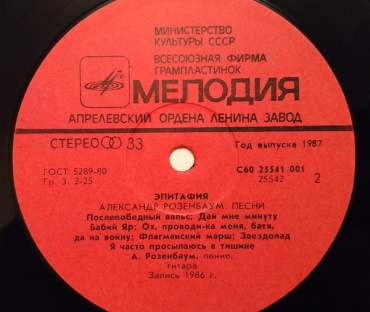 МИНИСТЕРСТВО
КУЛЬТУРЫ СССР
ВСЕСОЮЗНАЯ ФИРМА
ГРАМПЛАСТИНОК
МЕЛОДИЯ
АПРЕЛЕВСКИЙ ОРДЕНА ЛЕНИНА ЗАВОД
СТЕРЕО 33
Год выпуска 1987
ГОСТ 5289-80
Гр. 3. 2-25
С60 25541 001
25542
2
ЭПИТАФИЯ
АЛЕКСАНДР РОЗЕНБАУМ. ПЕСНИ
Послепобедный вальс; Дай мне минуту
Бабий Яр; Ох, проводи-ка меня, батя,
да на войну; Флагманский марш; Звездопад
Я часто просыпаюсь в тишине
А. Розенбаум, пение,
гитара
Запись 1986 г.